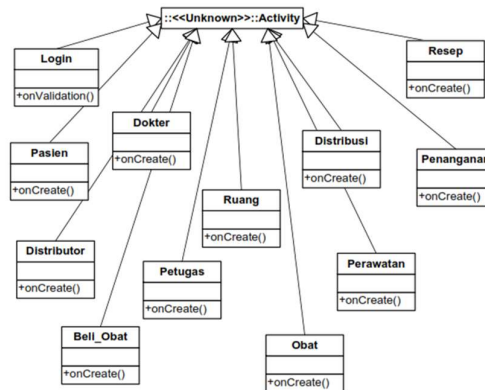 ::<<Unknown>>::Activity
Login
+onValidation()
Resep
+onCreate()
Dokter
+onCreate()
Distribusi
+onCreate()
Pasien
+onCreate()
Penanganan
+onCreate()
Ruang
+onCreate()
Distributor
+onCreate()
Petugas
+onCreate()
Perawatan
+onCreate()
Beli_Obat
+onCreate()
Obat
+onCreate()